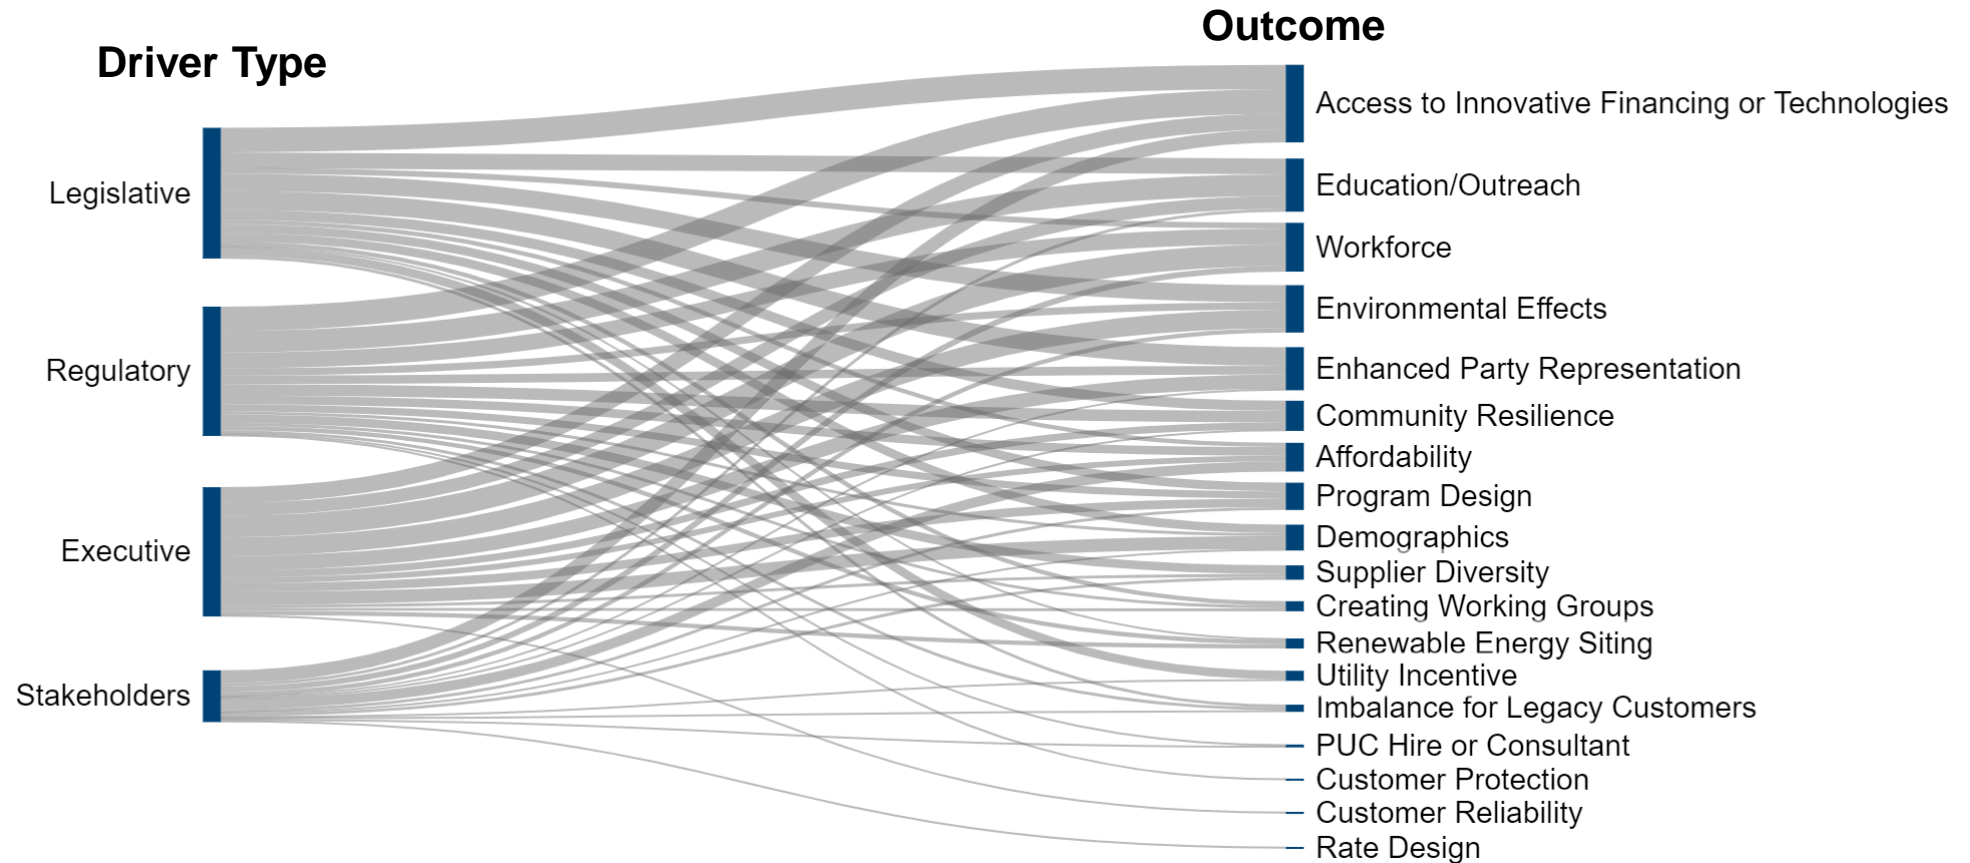 Driver Type
Legislative
Regulatory
Executive
Stakeholders
Outcome
Access to Innovative Financing or Technologies
Education/Outreach
Workforce
Environmental Effects
Enhanced Party Representation
Community Resilience
Affordability
Program Design
Demographics
Supplier Diversity
Creating Working Groups
Renewable Energy Siting
Utility Incentive
Imbalance for Legacy Customers
PUC Hire or Consultant
Customer Protection
Customer Reliability
Rate Design